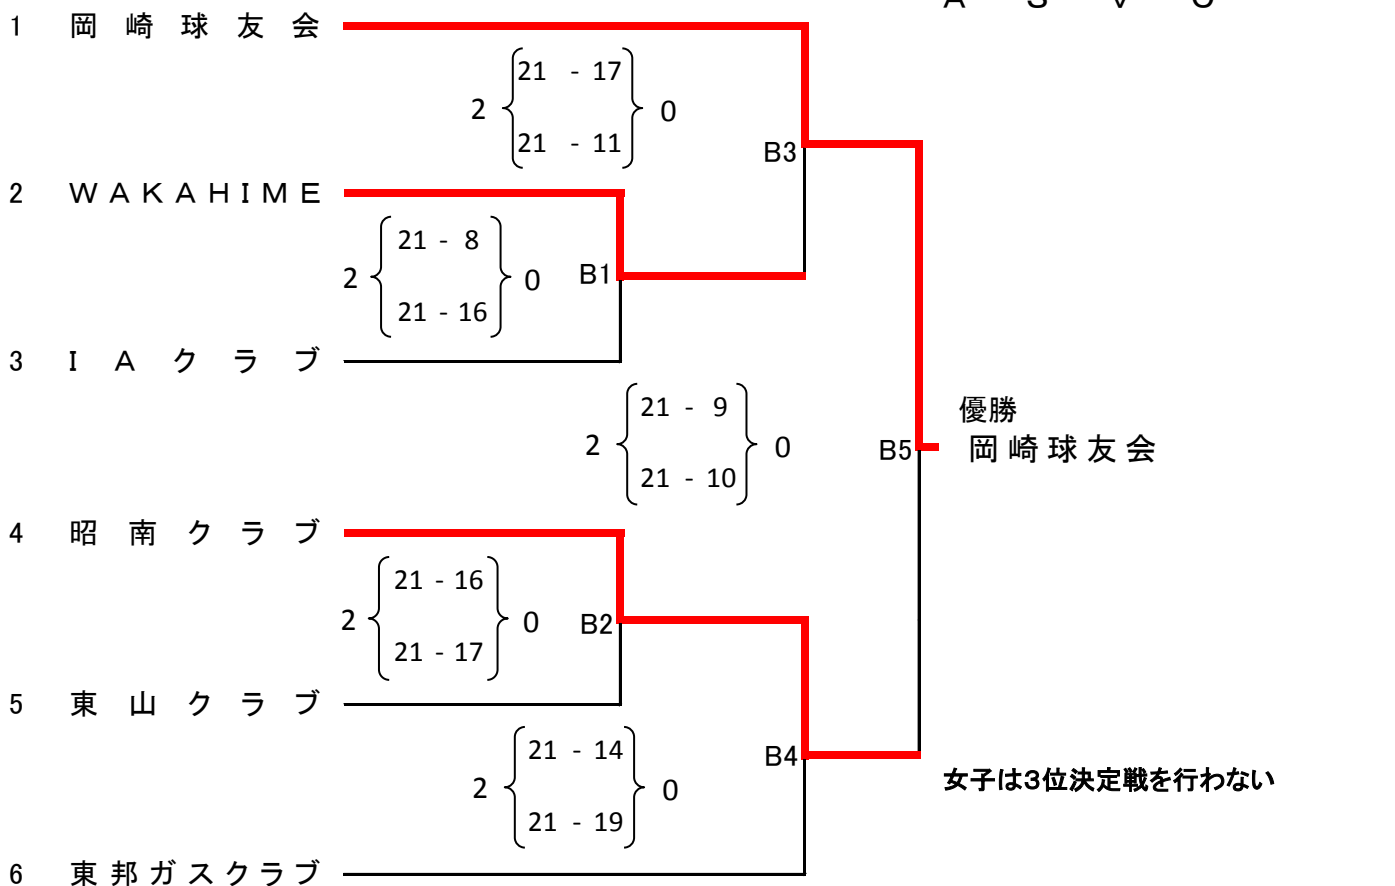 A S V C
1 岡崎球友会
21 - 17
2 0
21 - 11
B3
2 WAKAHIME
21 - 8
2 0 B1
21 - 16
3 IAクラブ
21 - 9
2 0
21 - 10
優勝
B5 岡崎球友会
4 昭南クラブ
21 - 16
2 0 B2
21 - 17
5 東山クラブ
21 - 14
2 0
21 - 19
B4
女子は3位決定戦を行わない
6 東邦ガスクラブ